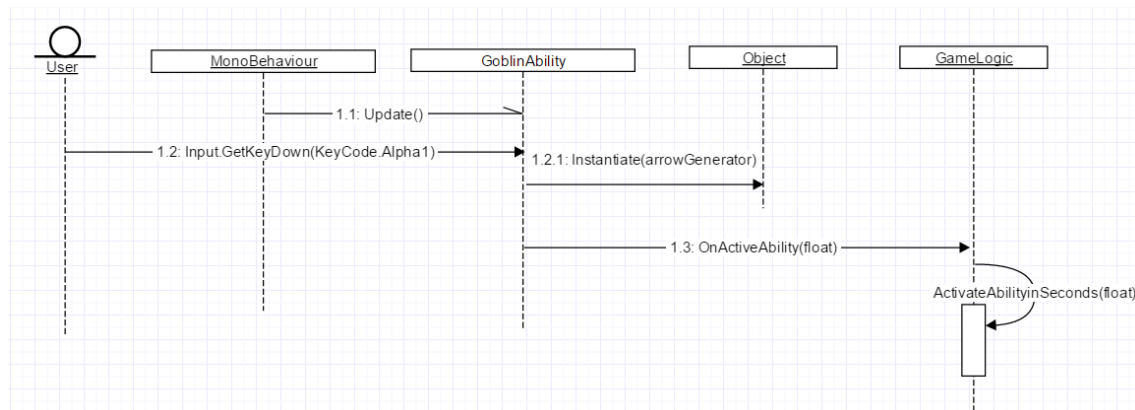 User
MonoBehaviour
GoblinAbility
Object
GameLogic
1.1: Update()
1.2: Input.GetKeyDown(KeyCode.Alpha1)
1.2.1: Instantiate(arrowGenerator)
1.3: OnActiveAbility(float)
ActivateAbilityinSeconds(float)